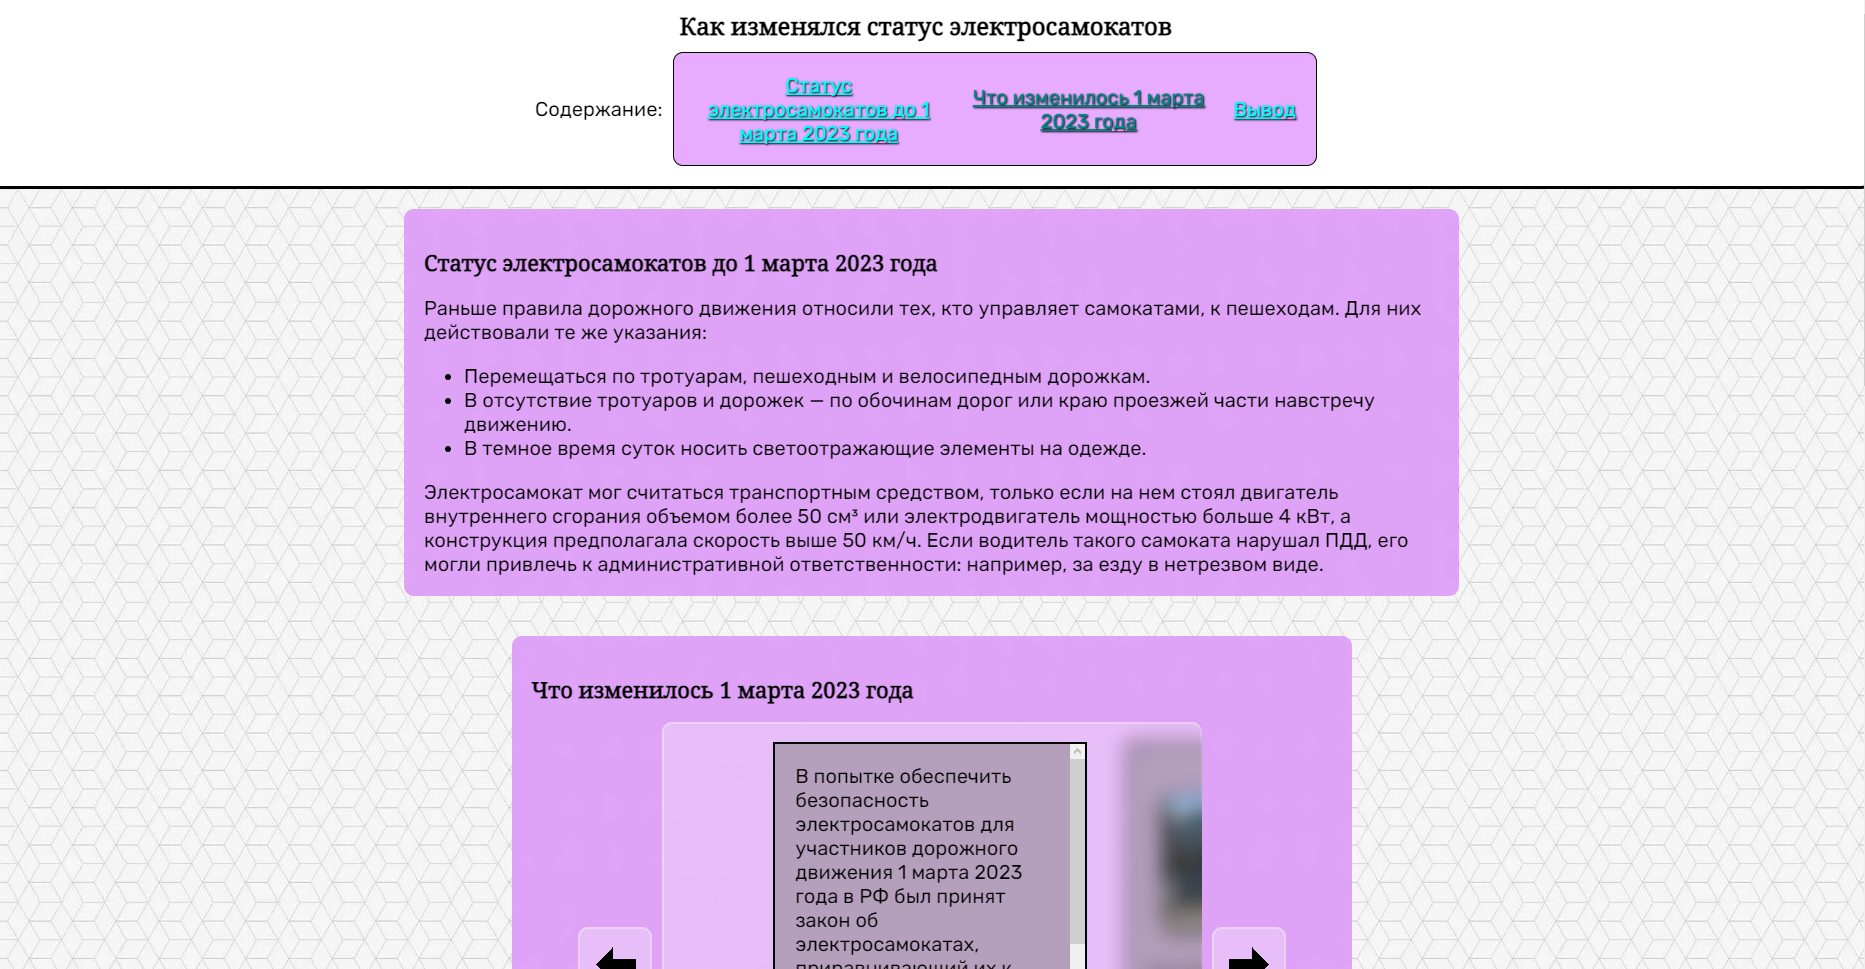 Как изменялся статус электросамокатов
Содержание:
Статус
электросамокатов до 1
марта 2023 года
Что изменилось 1 марта
2023 года
Вывод
Статус электросамокатов до 1 марта 2023 года
Раньше правила дорожного движения относили тех, кто управляет самокатами, к пешеходам. Для них
действовали те же указания:
• Перемещаться по тротуарам, пешеходным и велосипедным дорожкам.
• В отсутствие тротуаров и дорожек — по обочинам дорог или краю проезжей части навстречу
движению.
• В темное время суток носить светоотражающие элементы на одежде.
Электросамокат мог считаться транспортным средством, только если на нем стоял двигатель
внутреннего сгорания объемом более 50 см³ или электродвигатель мощностью больше 4 кВт, а
конструкция предполагала скорость выше 50 км/ч. Если водитель такого самоката нарушал ПДД, его
могли привлечь к административной ответственности: например, за езду в нетрезвом виде.
Что изменилось 1 марта 2023 года
В попытке обеспечить
безопасность
электросамокатов для
участников дорожного
движения 1 марта 2023
года в РФ был принят
закон об
электросамокатах,
приравнивающий их к